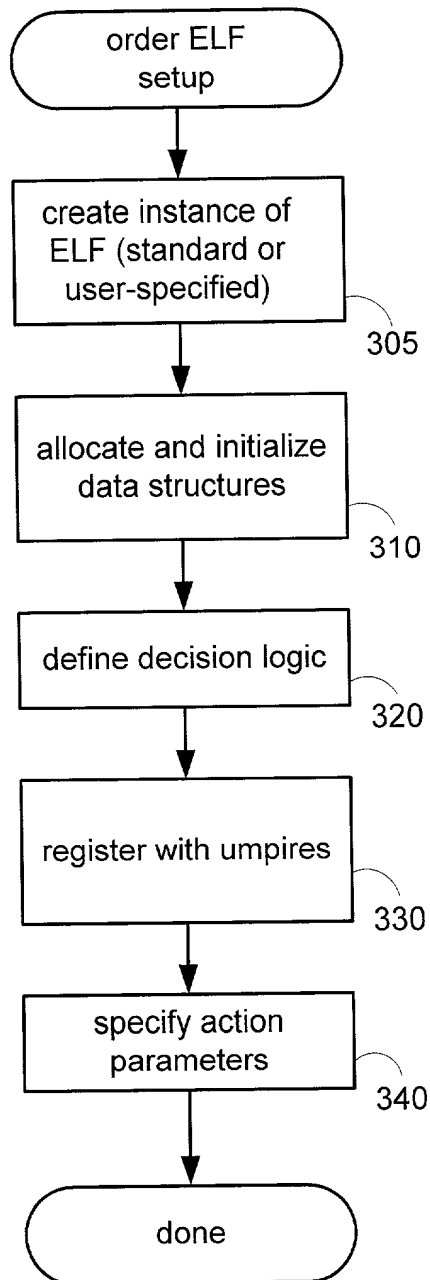 order ELF
setup
create instance of
ELF (standard or
user-specified)
305
allocate and initialize
data structures
310
define decision logic
320
register with umpires
330
specify action
parameters
340
done